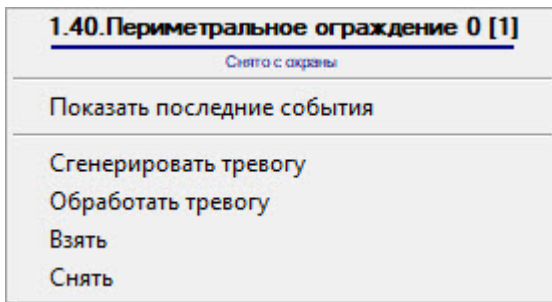 1.40.Периметральное ограждение 0 [1]
Снято с охраны
Показать последние события
Сгенерировать тревогу
Обработать тревогу
Взять
Снять